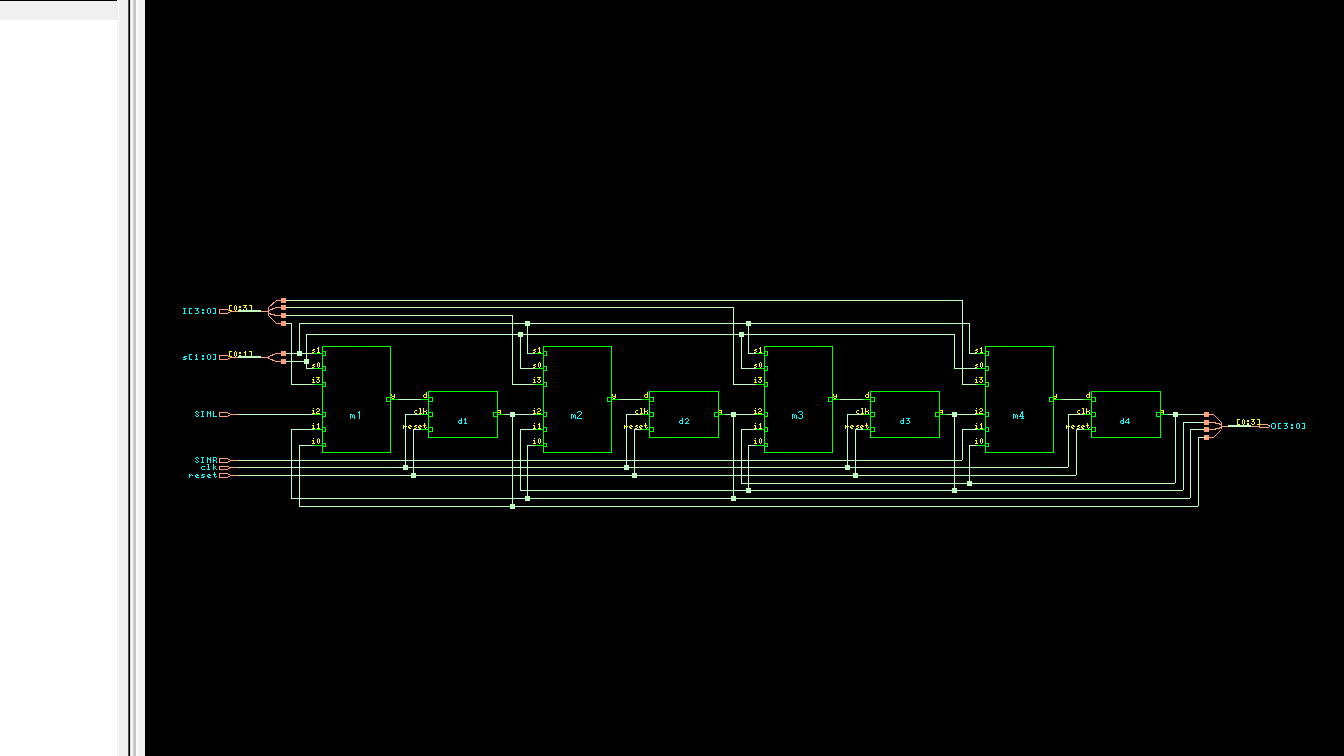 I[3:0] [0:3]
s[1:0] [0:1]
SINL
SINR
clk
reset
s1
s0
i3
i2
i1
i0
y
m1
d
clk
reset
q
d1
s1
s0
i3
i2
i1
i0
y
m2
d
clk
reset
q
d2
s1
s0
i3
i2
i1
i0
y
m3
d
clk
reset
q
d3
s1
s0
i3
i2
i1
i0
y
m4
d
clk
reset
q
d4
[0:3] O[3:0]